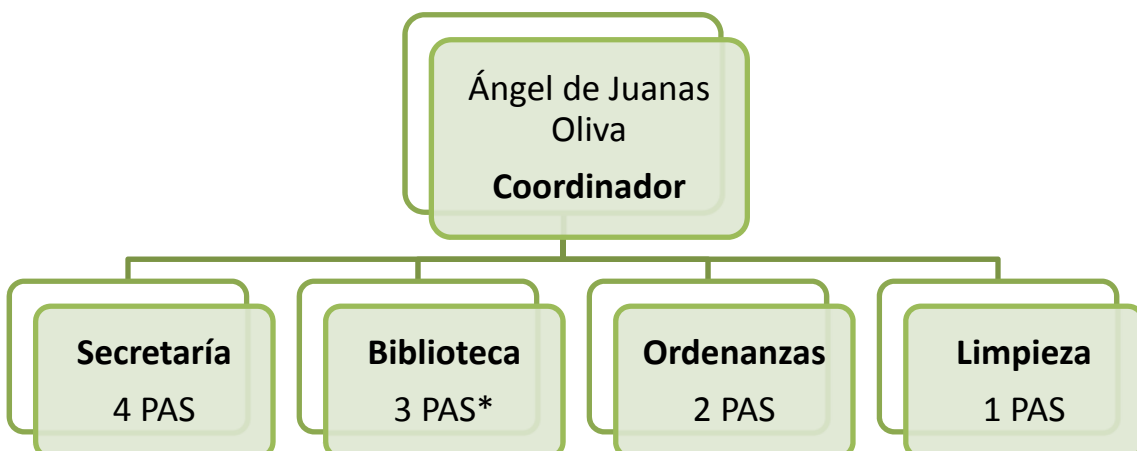 Ángel de Juanas
Oliva
Coordinador
Secretaría
4 PAS
Biblioteca
3 PAS*
Ordenanzas
2 PAS
Limpieza
1 PAS